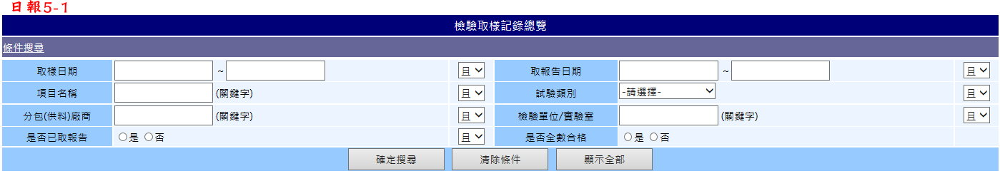 日報5-1
檢驗取樣記錄總覽
條件搜尋
取樣日期 ~ 且 取報告日期 ~ 且
項目名稱 (關鍵字) 且 試驗類別 -請選擇- 且
分包(供料)廠商 (關鍵字) 且 檢驗單位/實驗室 (關鍵字) 且
是否已取報告 是 否 且 是否全數合格 是 否
確定搜尋 清除條件 顯示全部